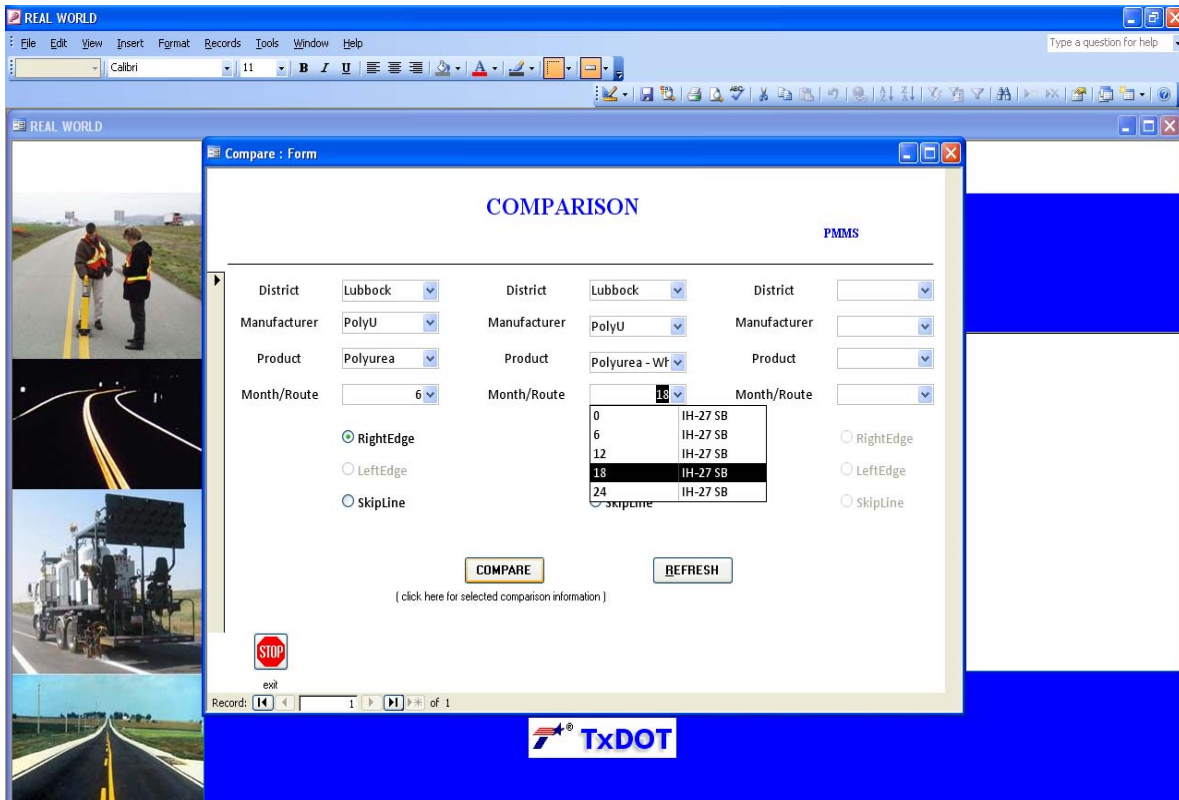 REAL WORLD
File Edit View Insert Format Records Tools Window Help
Type a question for help
Calibri 11 B I U A
ABC
REAL WORLD
Compare : Form
COMPARISON
PMMS
District Lubbock District Lubbock District
Manufacturer PolyU Manufacturer PolyU Manufacturer
Product Polyurea Product Polyurea - Wh Product
Month/Route 6 Month/Route 18 Month/Route
0 IH-27 SB
RightEdge 6 IH-27 SB RightEdge
12 IH-27 SB
LeftEdge 18 IH-27 SB LeftEdge
24 IH-27 SB
SkipLine SkipLine SkipLine
COMPARE REFRESH
( click here for selected comparison information )
STOP
exit
Record: 1 of 1
® TxDOT